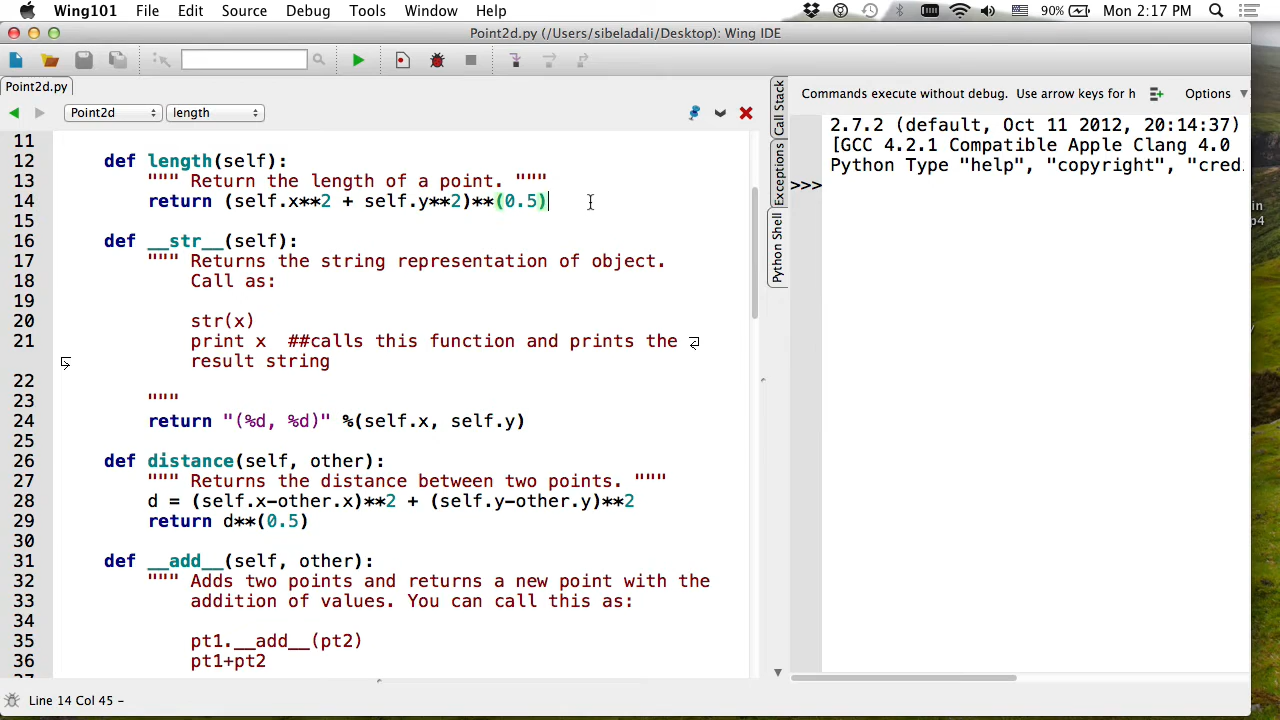 Wing101 File Edit Source Debug Tools Window Help 90% Mon 2:17 PM
Point2d.py (/Users/sibeladali/Desktop): Wing IDE
Point2d.py
Point2d length
Commands execute without debug. Use arrow keys for h Options
11
12 def length(self):
13 """ Return the length of a point. """
14 return (self.x**2 + self.y**2)**(0.5)
15
16 def __str__(self):
17 """ Returns the string representation of object.
18 Call as:
19
20 str(x)
21 print x ##calls this function and prints the
result string
22
23 """
24 return "(%d, %d)" %(self.x, self.y)
25
26 def distance(self, other):
27 """ Returns the distance between two points. """
28 d = (self.x-other.x)**2 + (self.y-other.y)**2
29 return d**(0.5)
30
31 def __add__(self, other):
32 """ Adds two points and returns a new point with the
33 addition of values. You can call this as:
34
35 pt1.__add__(pt2)
36 pt1+pt2
Call Stack
Exceptions
Python Shell
2.7.2 (default, Oct 11 2012, 20:14:37)
[GCC 4.2.1 Compatible Apple Clang 4.0
Python Type "help", "copyright", "cred
>>>
in
p4
Line 14 Col 45 -